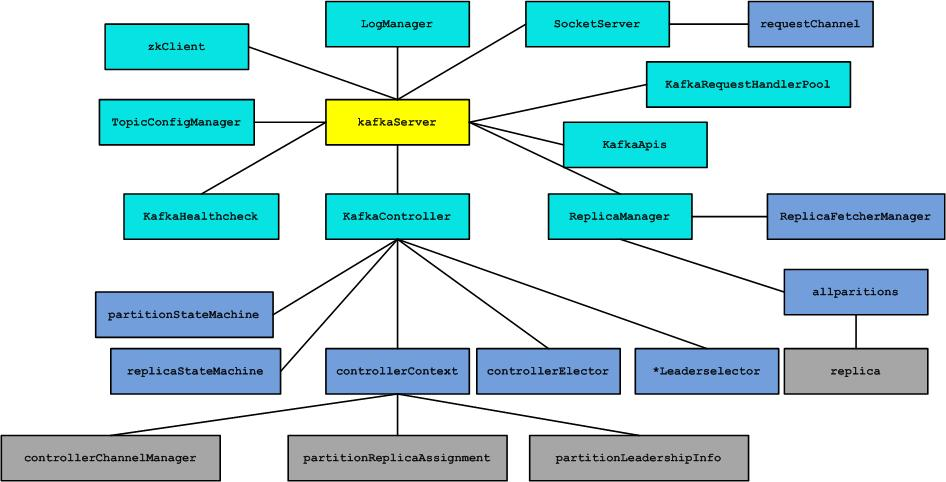 LogManager
SocketServer
requestChannel
zkClient
KafkaRequestHandlerPool
TopicConfigManager
kafkaServer
KafkaApis
KafkaHealthcheck
KafkaController
ReplicaManager
ReplicaFetcherManager
allparitions
partitionStateMachine
replicaStateMachine
controllerContext
controllerElector
*Leaderselector
replica
controllerChannelManager
partitionReplicaAssignment
partitionLeadershipInfo